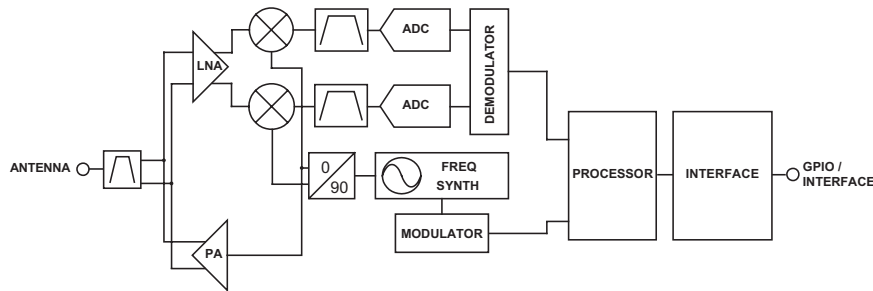 ADC
LNA
DEMODULATOR
ADC
ANTENNA
0
90
FREQ
SYNTH
PROCESSOR
INTERFACE
GPIO /
INTERFACE
MODULATOR
PA